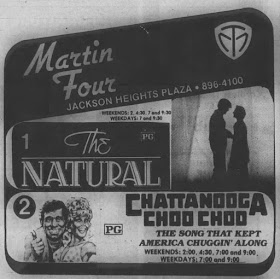 Martin
Four
JACKSON HEIGHTS PLAZA • 896-4100
WEEKENDS: 2, 4:30, 7 and 9:30
WEEKDAYS: 7 and 9:30
1
The
PG
NATURAL
2
PG
CHATTANOOGA
CHOO CHOO
THE SONG THAT KEPT
AMERICA CHUGGIN' ALONG
WEEKENDS: 2:00, 4:30, 7:00 and 9:00,
WEEKDAYS, 7:00 and 9:00